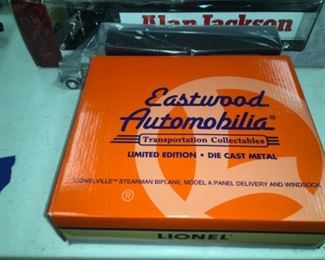 Alan Jackson
Eastwood
Automobilia®
Transportation Collectables
LIMITED EDITION • DIE CAST METAL
LIONELVILLE™ STEARMAN BIPLANE, MODEL A PANEL DELIVERY AND WINDSOCK
®
LIONEL